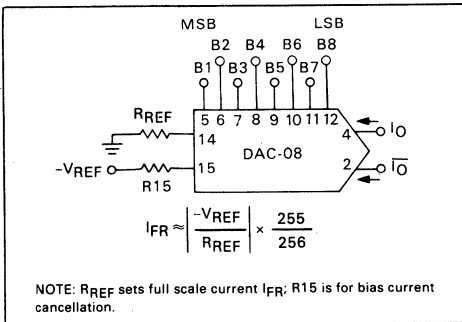 MSB LSB
B2 B4 B6 B8
B1 B3 B5 B7
5 6 7 8 9 10 11 12
RREF
14
4 IO
DAC-08
-VREF
15
2 I̅O̅
R15
IFR ≈ |-VREF / RREF| × 255 / 256
NOTE: RREF sets full scale current IFR; R15 is for bias current
cancellation.